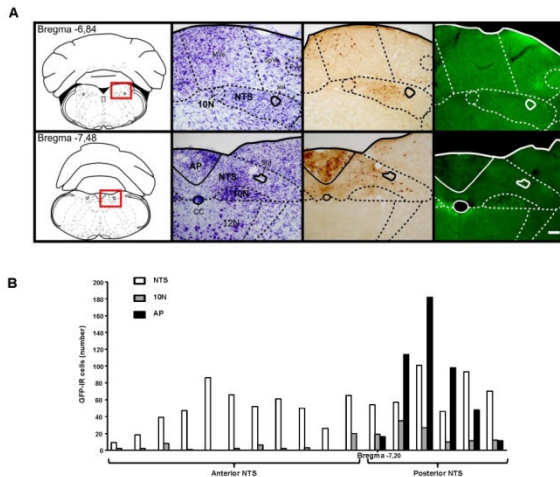 A
Bregma -6,84
10N
NTS
Bregma -7,48
AP
NTS
10N
CC
12N
B
NTS
10N
AP
GFP-IR cells (number)
200
180
160
140
120
100
80
60
40
20
0
Bregma -7,20
Anterior NTS
Posterior NTS